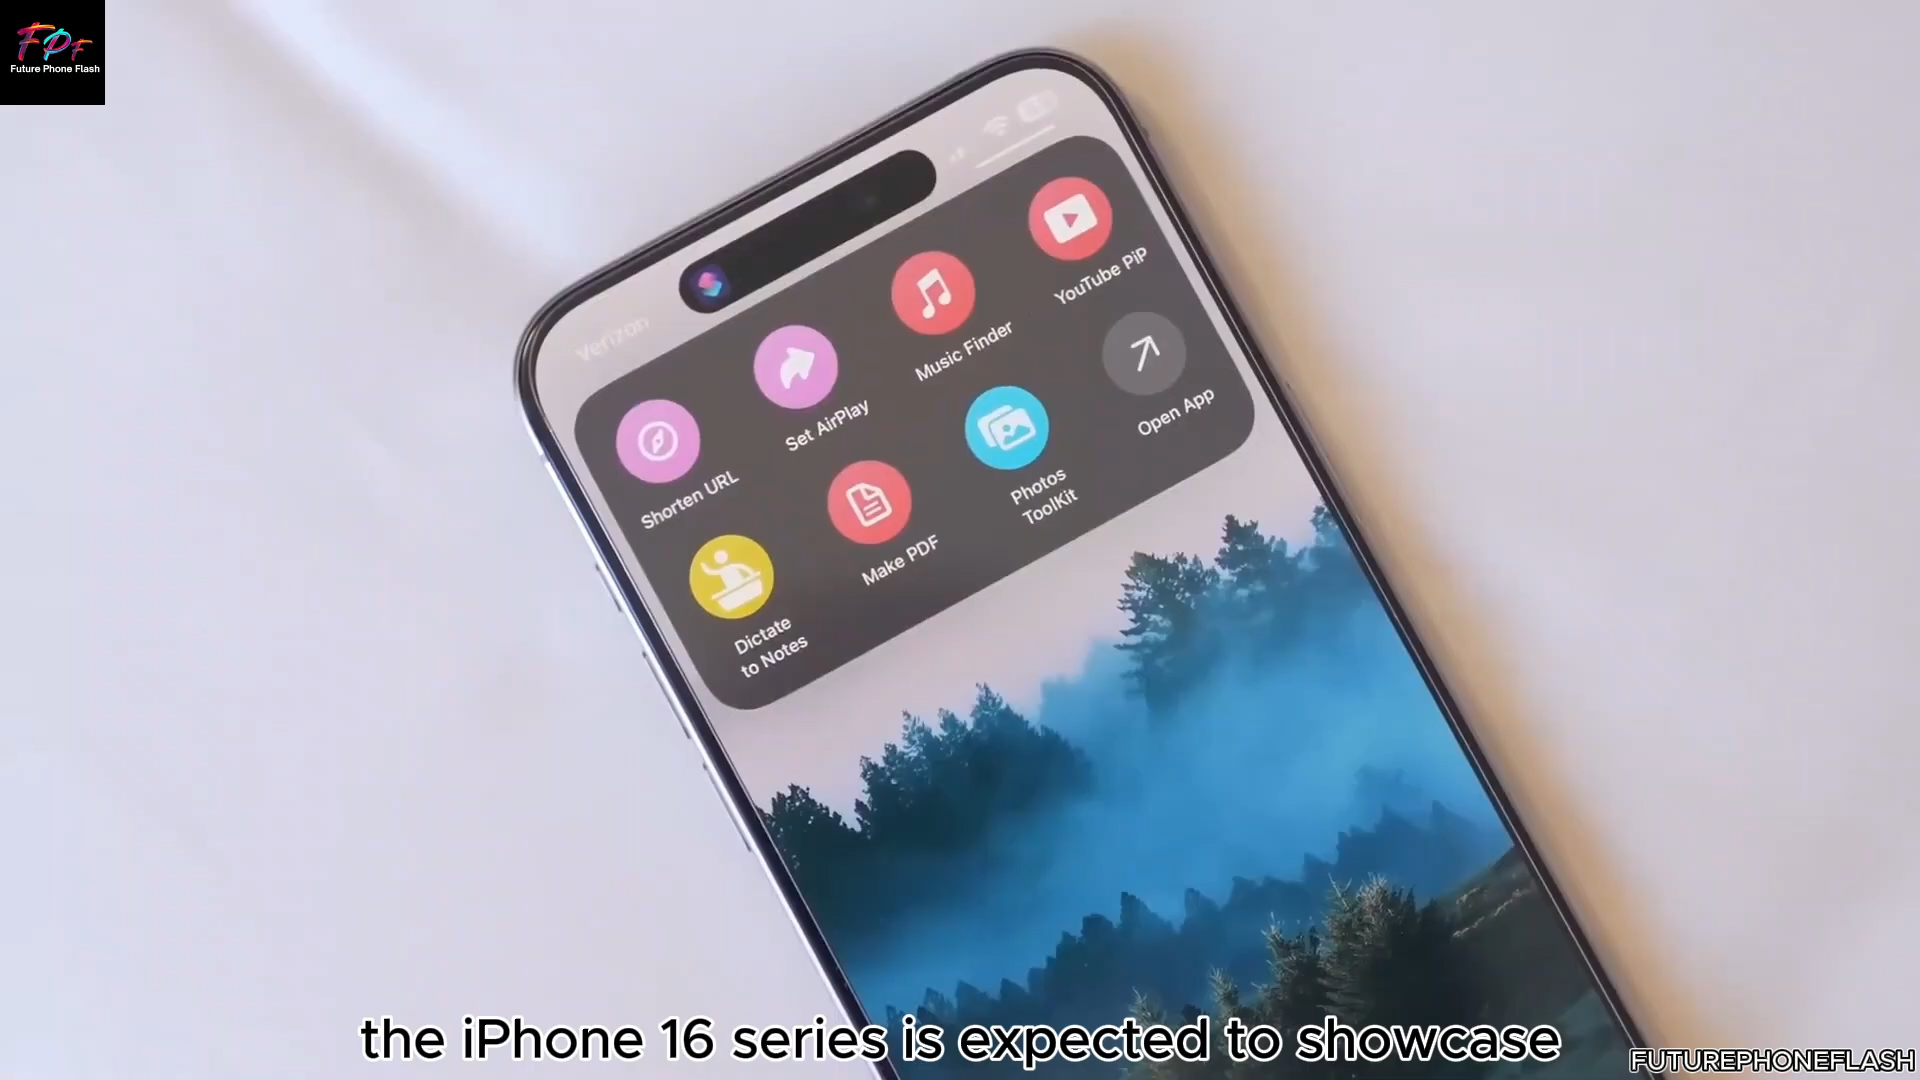 FPF
Future Phone Flash
Verizon
YouTube PiP
Music Finder
Set AirPlay
Shorten URL
Open App
Photos
ToolKit
Make PDF
Dictate
to Notes
the iPhone 16 series is expected to showcase
FUTUREPHONEFLASH